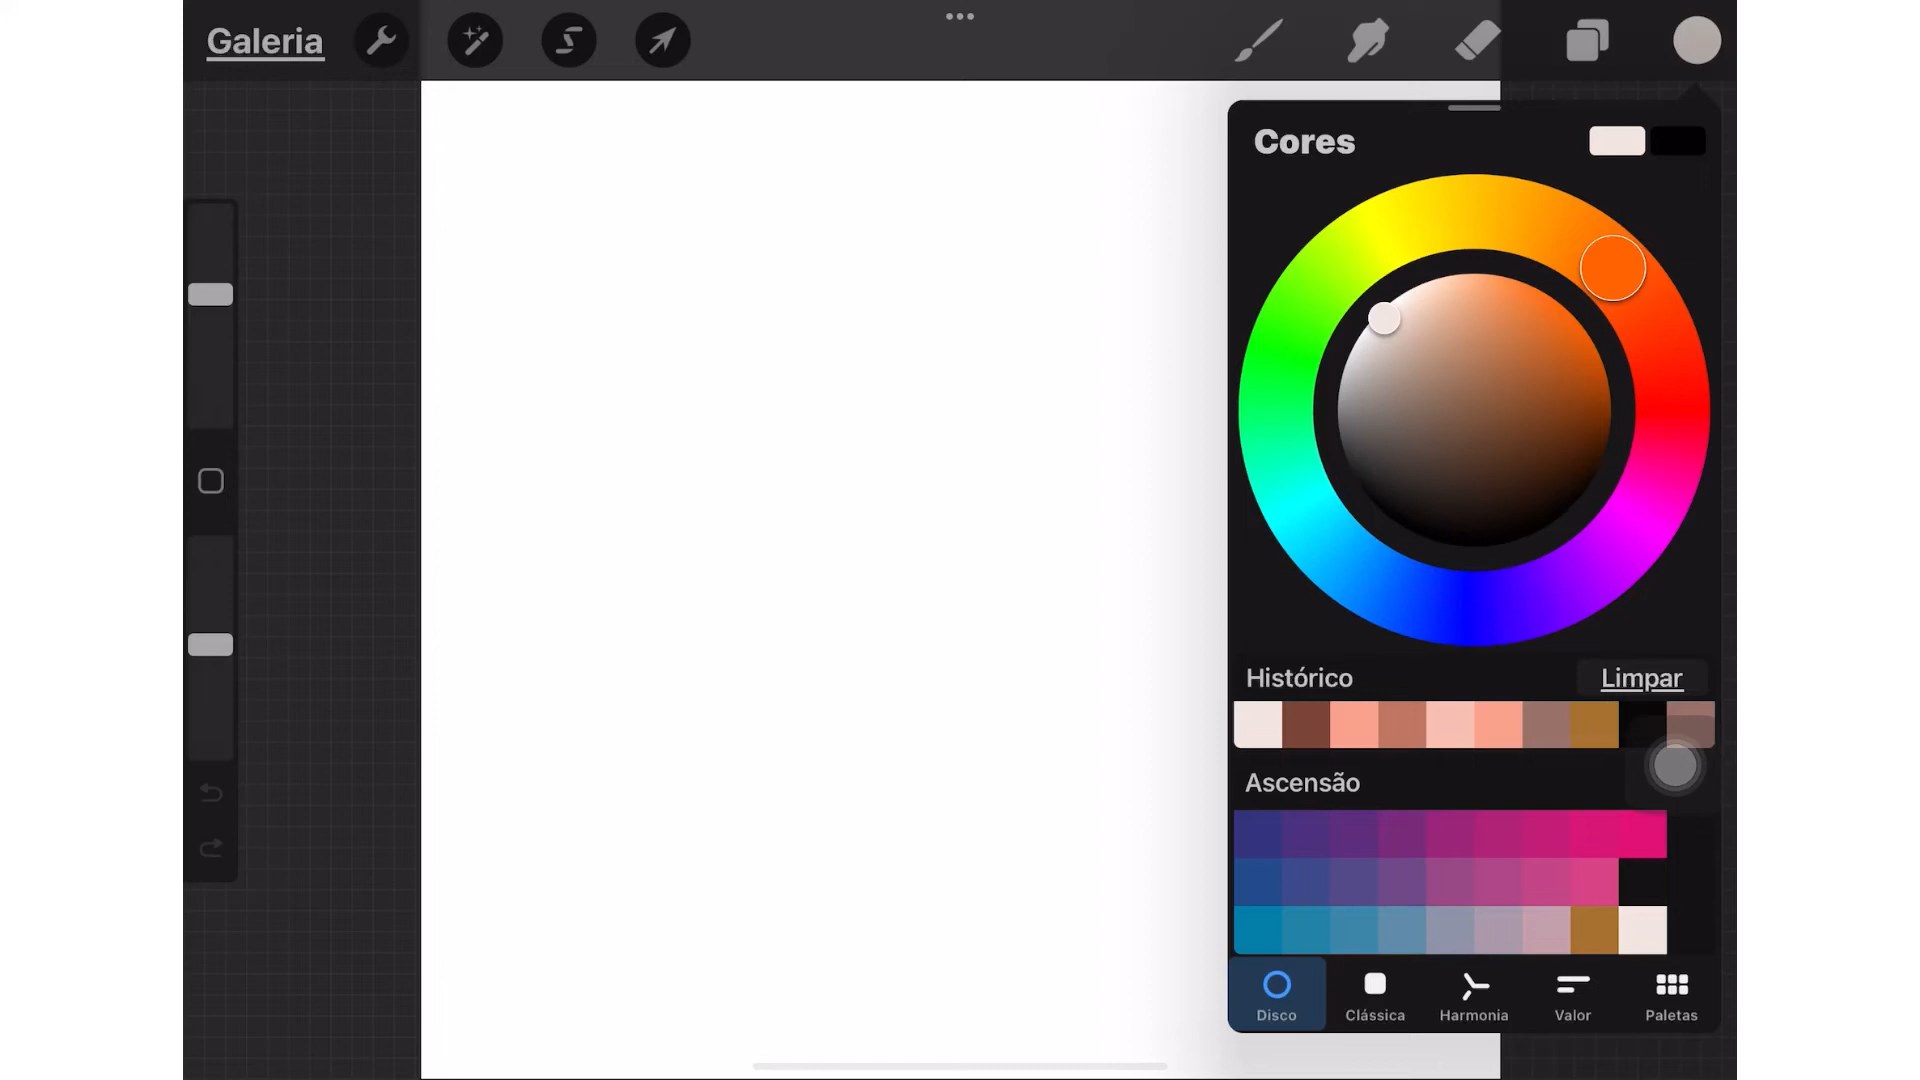 Galeria
Cores
Histórico
Limpar
Ascensão
Disco
Clássica
Harmonia
Valor
Paletas